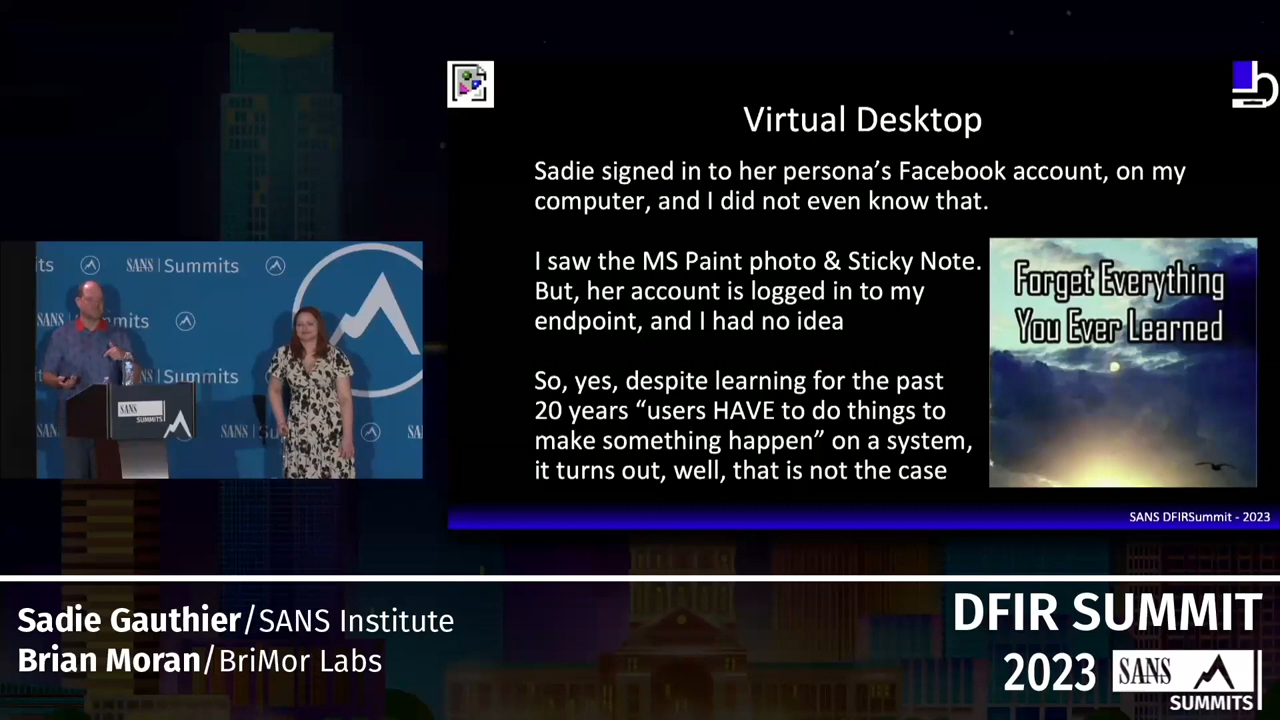 Virtual Desktop
Sadie signed in to her persona's Facebook account, on my
computer, and I did not even know that.
I saw the MS Paint photo & Sticky Note.
But, her account is logged in to my
endpoint, and I had no idea
So, yes, despite learning for the past
20 years “users HAVE to do things to
make something happen” on a system,
it turns out, well, that is not the case
Forget Everything
You Ever Learned
SANS DFIRSummit - 2023
its
SANS | Summits
SANS
mmits
SANS | Summits
SANS
SUMMITS
SAN
SANS
SA
Sadie Gauthier/SANS Institute
Brian Moran/BriMor Labs
DFIR SUMMIT
2023
SANS
SUMMITS